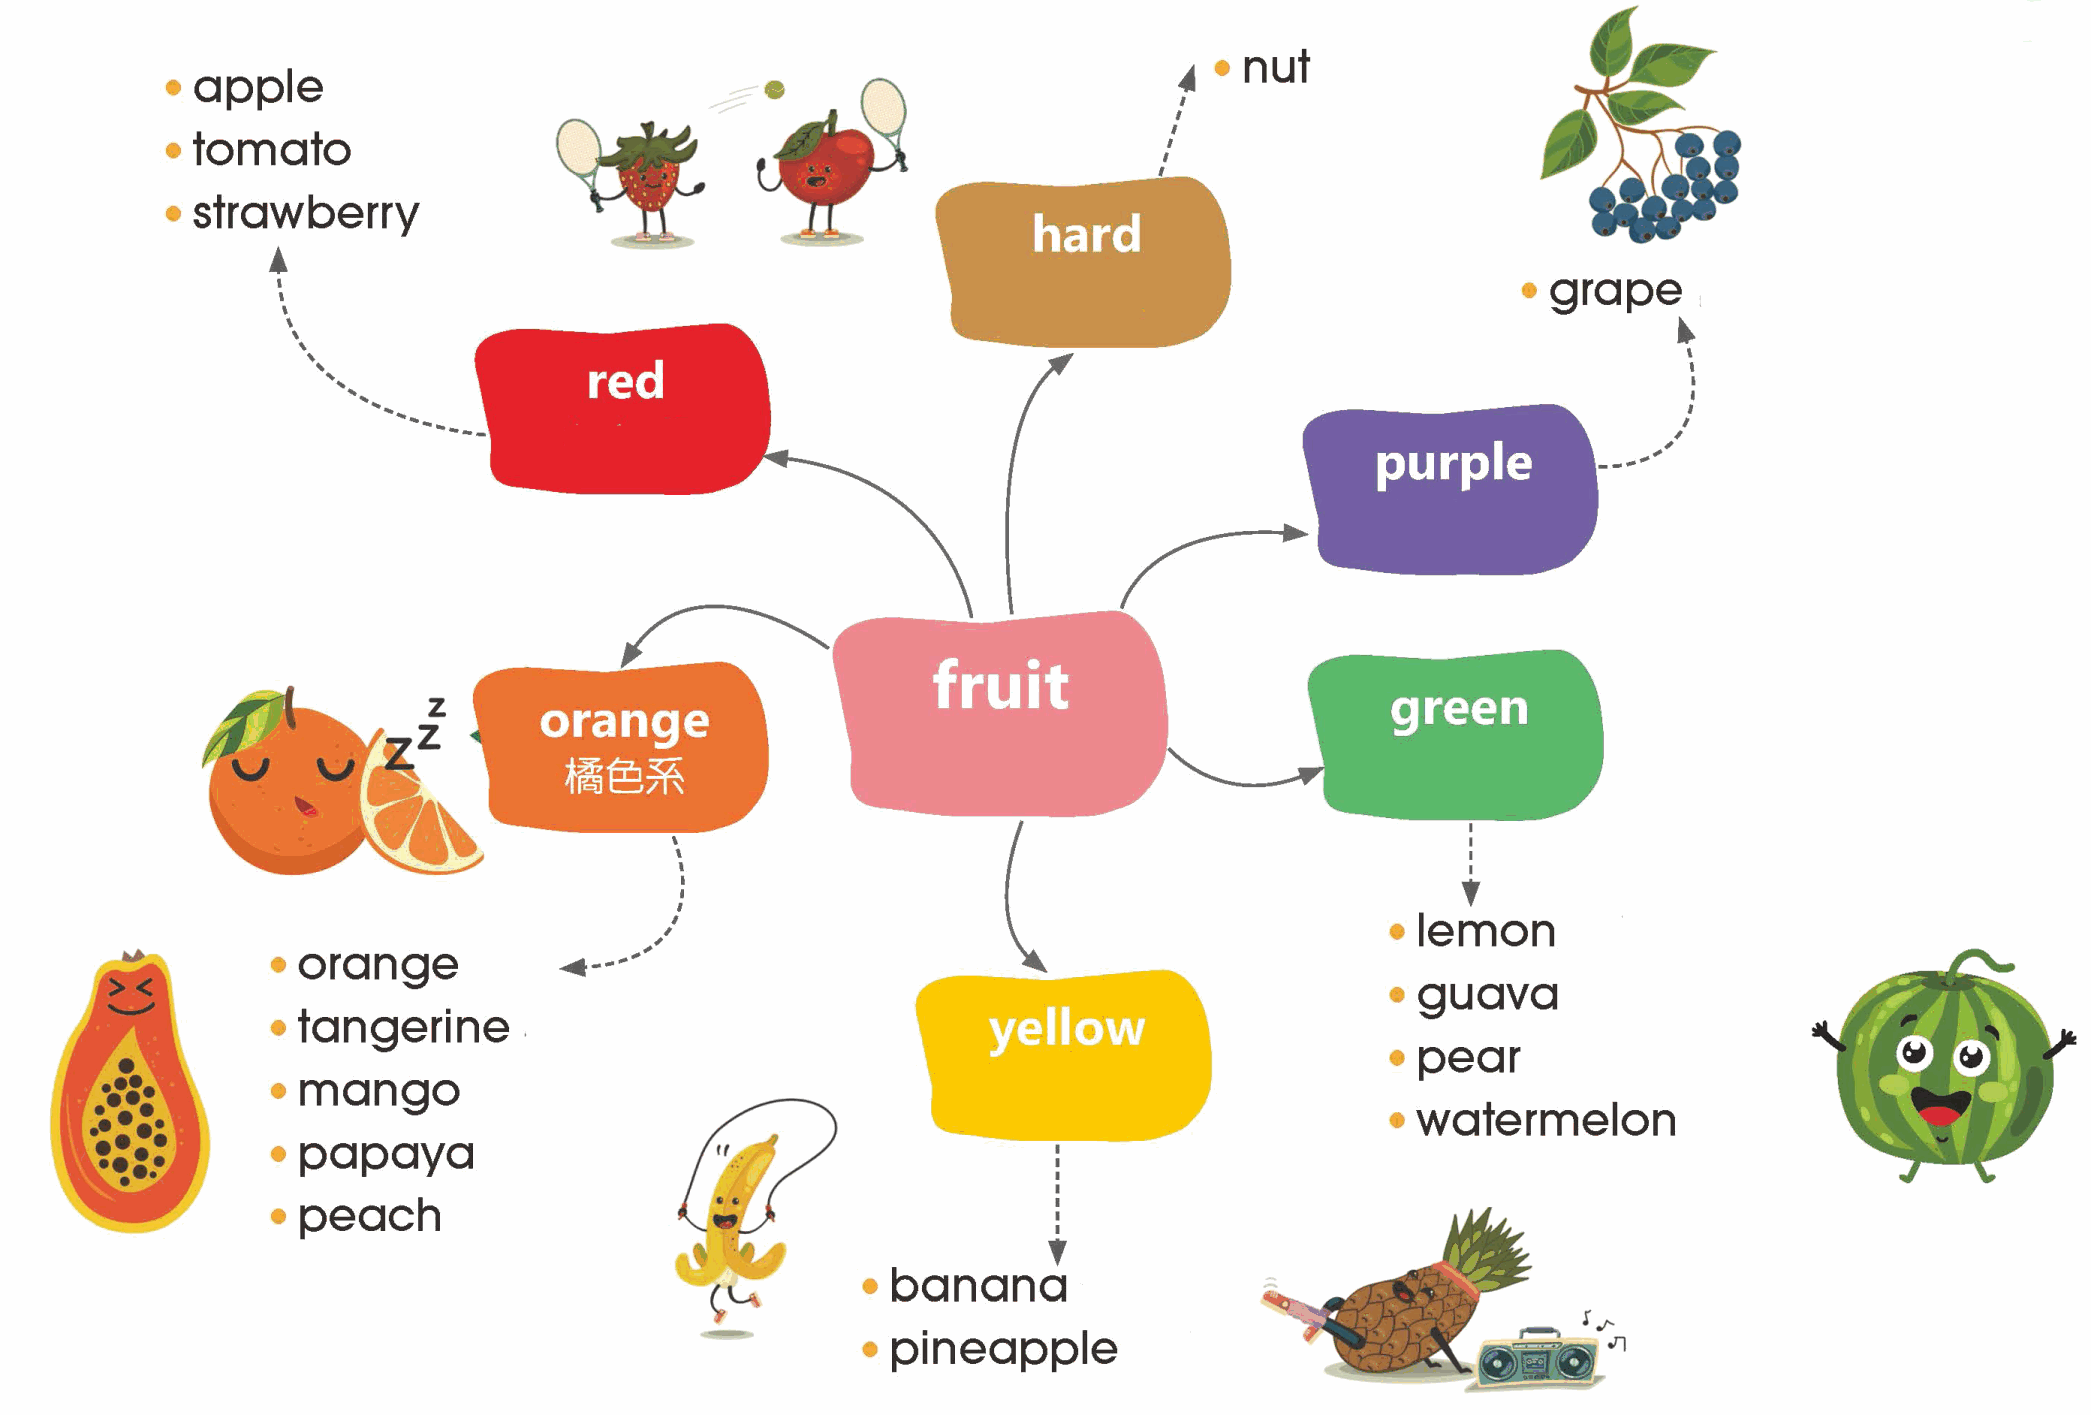 apple
tomato
strawberry
nut
grape
hard
red
purple
fruit
green
orange
橘色系
z
z
z
orange
tangerine
mango
papaya
peach
yellow
lemon
guava
pear
watermelon
banana
pineapple